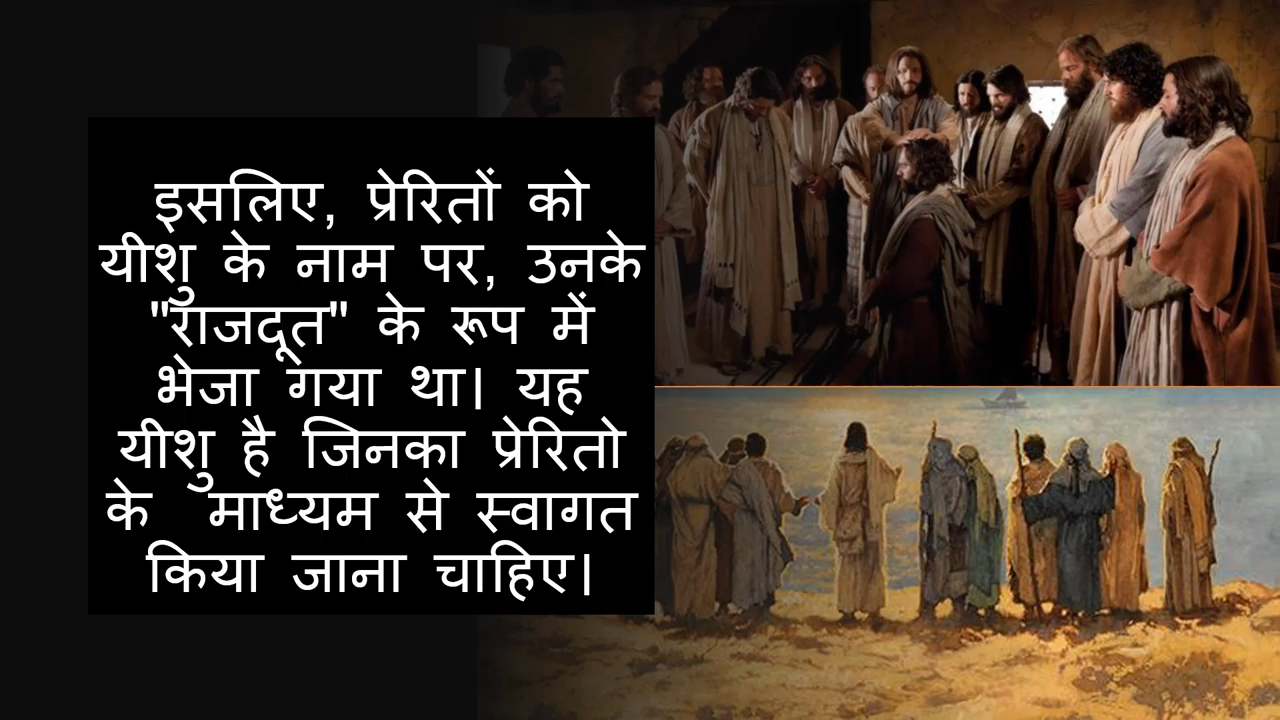 इसलिए, प्रेरितों को
यीशु के नाम पर, उनके
"राजदूत" के रूप में
भेजा गया था। यह
यीशु है जिनका प्रेरितो
के माध्यम से स्वागत
किया जाना चाहिए।